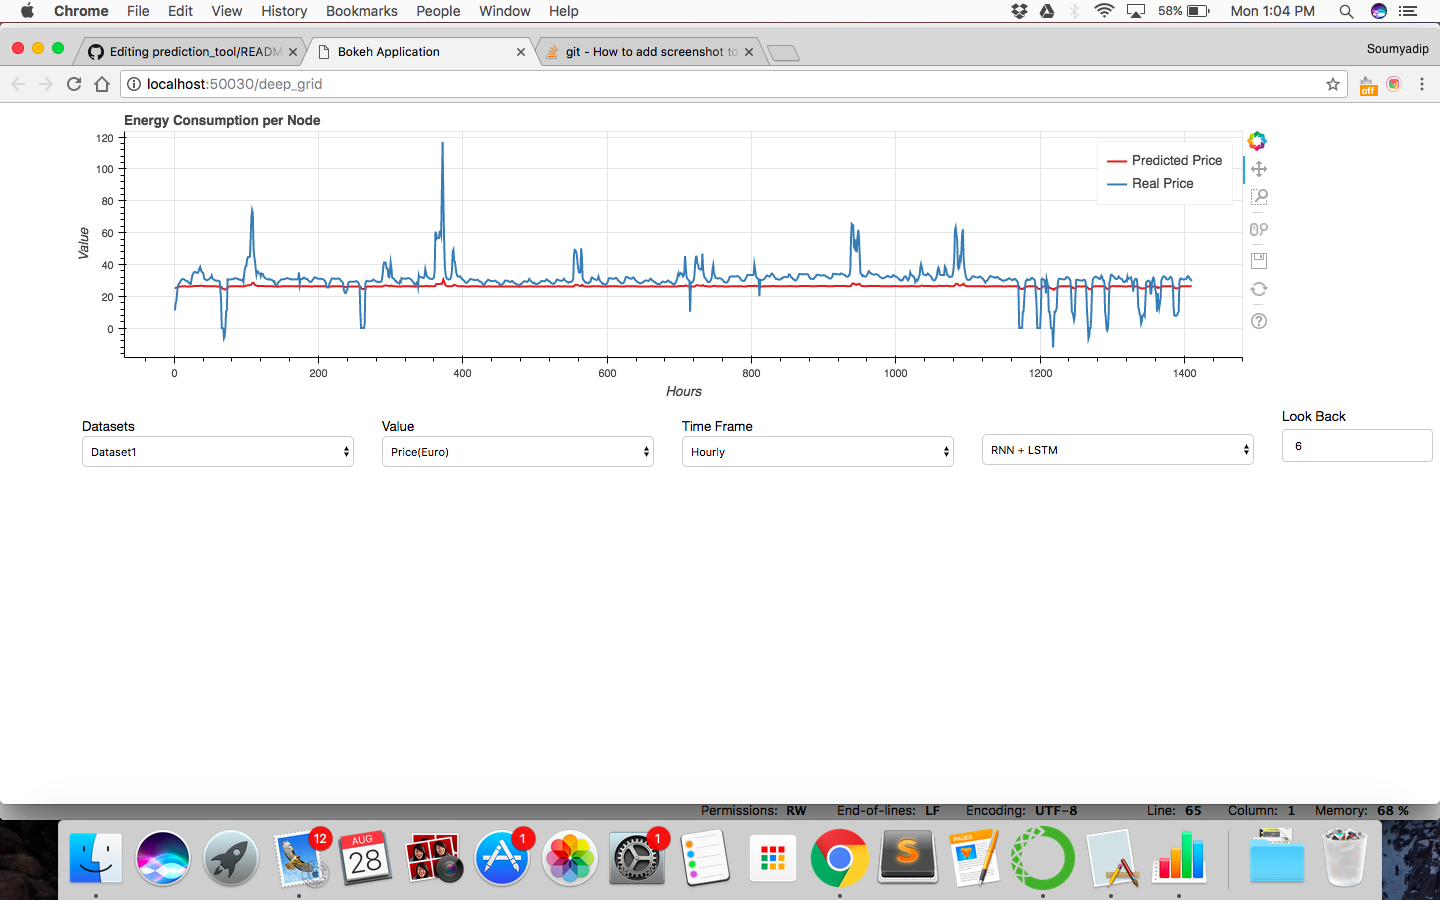 Chrome File Edit View History Bookmarks People Window Help 58% Mon 1:04 PM
Editing prediction_tool/READM Bokeh Application git - How to add screenshot to Soumyadip
localhost:50030/deep_grid off
Energy Consumption per Node
120
100
80
60
40
20
0
Value
Predicted Price
Real Price
0 200 400 600 800 1000 1200 1400
Hours
Datasets Value Time Frame Look Back
Dataset1 Price(Euro) Hourly RNN + LSTM 6
Permissions: RW End-of-lines: LF Encoding: UTF-8 Line: 65 Column: 1 Memory: 68 %
12 AUG 28 1 1 S PAGES